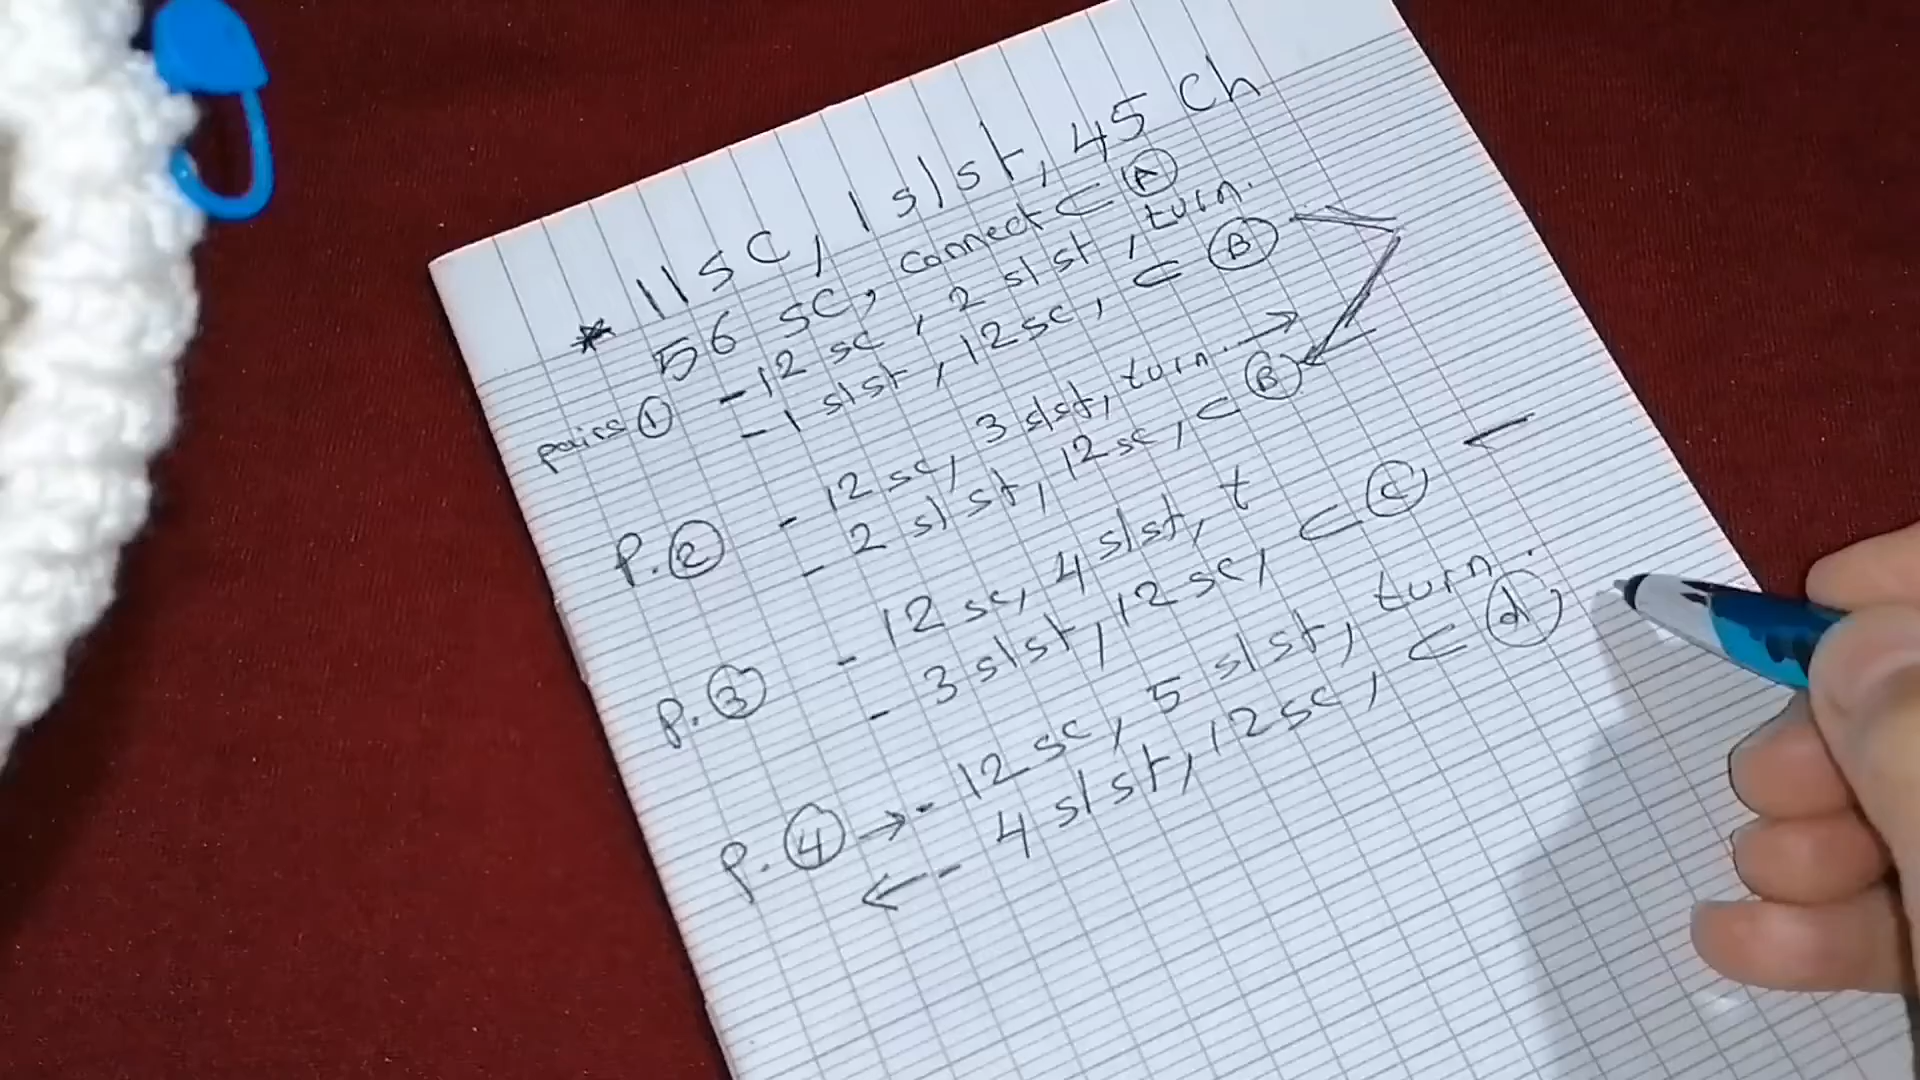 * 11 sc, 1 slst, 45 ch
56 sc, connect ⊂ Ⓐ
pairs ① - 12 sc, 2 slst, turn.
- 1 slst, 12 sc, ⊂ Ⓑ
P. ② - 12 sc, 3 slst, turn. →
- 2 slst, 12 sc, ⊂ Ⓑ
P. ③ - 12 sc, 4 slst, t
- 3 slst, 12 sc, ⊂ Ⓒ
P. ④ → - 12 sc, 5 slst, turn.
← - 4 slst, 12 sc, ⊂ ⓓ